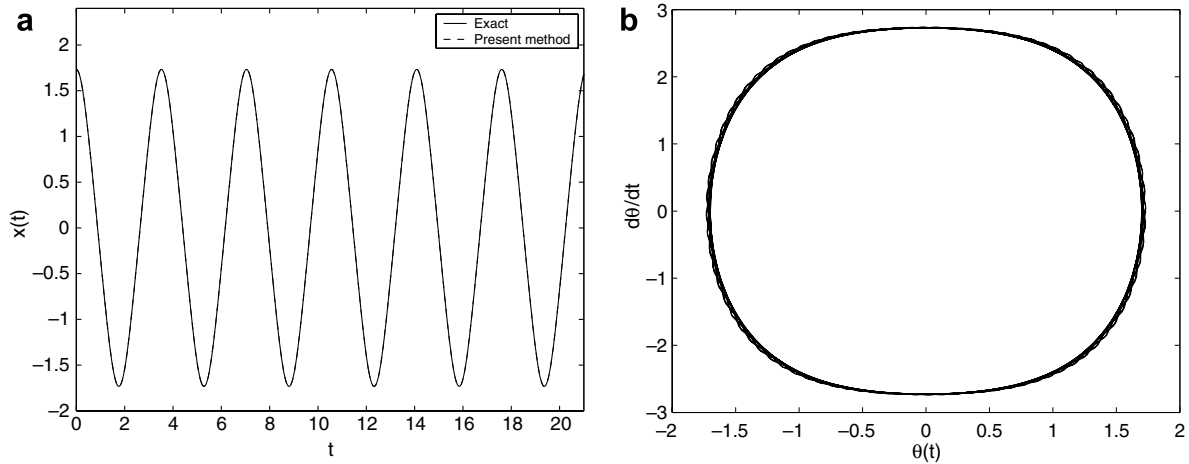 a
Exact
Present method
2
1.5
1
0.5
0
−0.5
−1
−1.5
−2
x(t)
0 2 4 6 8 10 12 14 16 18 20
t
b
3
2
1
0
−1
−2
−3
dθ/dt
−2 −1.5 −1 −0.5 0 0.5 1 1.5 2
θ(t)